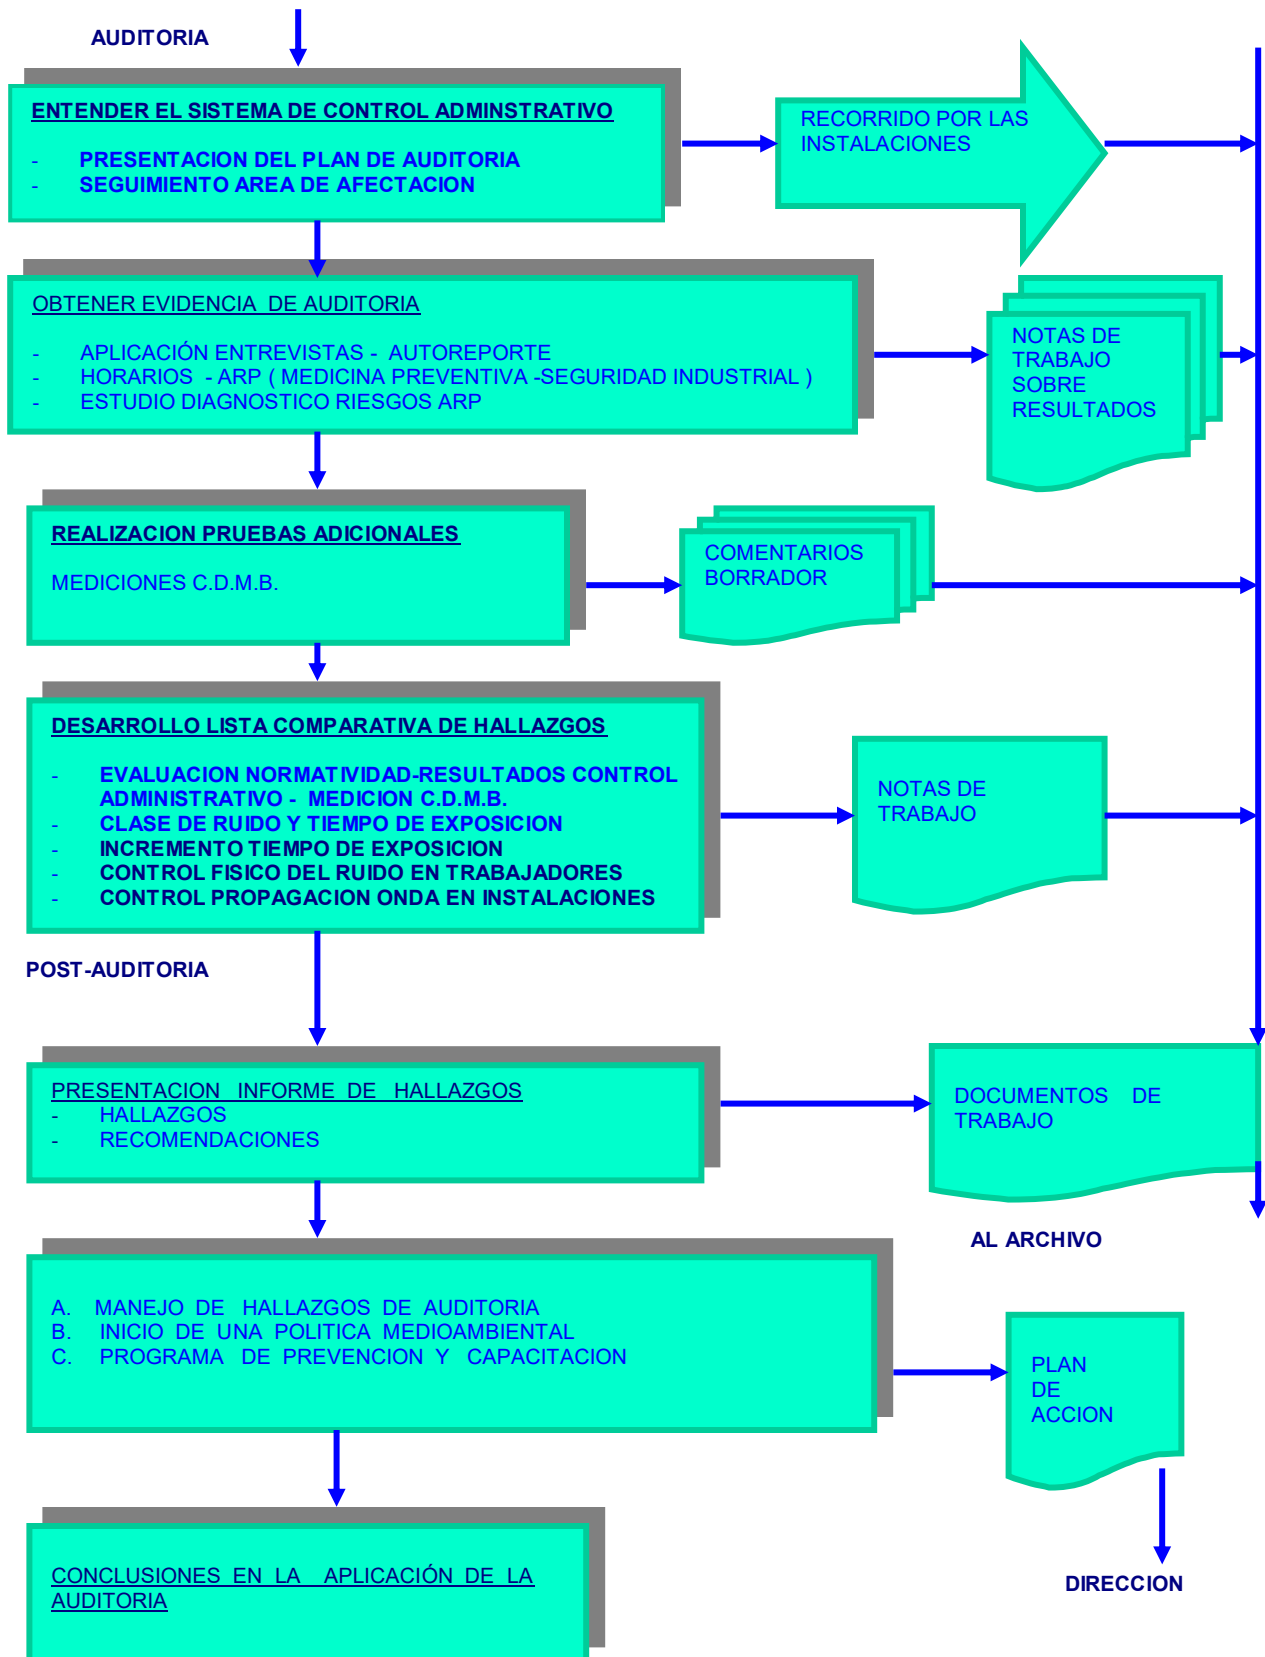 AUDITORIA
ENTENDER EL SISTEMA DE CONTROL ADMINSTRATIVO
- PRESENTACION DEL PLAN DE AUDITORIA
- SEGUIMIENTO AREA DE AFECTACION
RECORRIDO POR LAS
INSTALACIONES
OBTENER EVIDENCIA DE AUDITORIA
- APLICACIÓN ENTREVISTAS - AUTOREPORTE
- HORARIOS - ARP ( MEDICINA PREVENTIVA -SEGURIDAD INDUSTRIAL )
- ESTUDIO DIAGNOSTICO RIESGOS ARP
NOTAS DE
TRABAJO
SOBRE
RESULTADOS
REALIZACION PRUEBAS ADICIONALES
MEDICIONES C.D.M.B.
COMENTARIOS
BORRADOR
DESARROLLO LISTA COMPARATIVA DE HALLAZGOS
- EVALUACION NORMATIVIDAD-RESULTADOS CONTROL
ADMINISTRATIVO - MEDICION C.D.M.B.
- CLASE DE RUIDO Y TIEMPO DE EXPOSICION
- INCREMENTO TIEMPO DE EXPOSICION
- CONTROL FISICO DEL RUIDO EN TRABAJADORES
- CONTROL PROPAGACION ONDA EN INSTALACIONES
NOTAS DE
TRABAJO
POST-AUDITORIA
PRESENTACION INFORME DE HALLAZGOS
- HALLAZGOS
- RECOMENDACIONES
DOCUMENTOS DE
TRABAJO
AL ARCHIVO
A. MANEJO DE HALLAZGOS DE AUDITORIA
B. INICIO DE UNA POLITICA MEDIOAMBIENTAL
C. PROGRAMA DE PREVENCION Y CAPACITACION
PLAN
DE
ACCION
DIRECCION
CONCLUSIONES EN LA APLICACIÓN DE LA
AUDITORIA